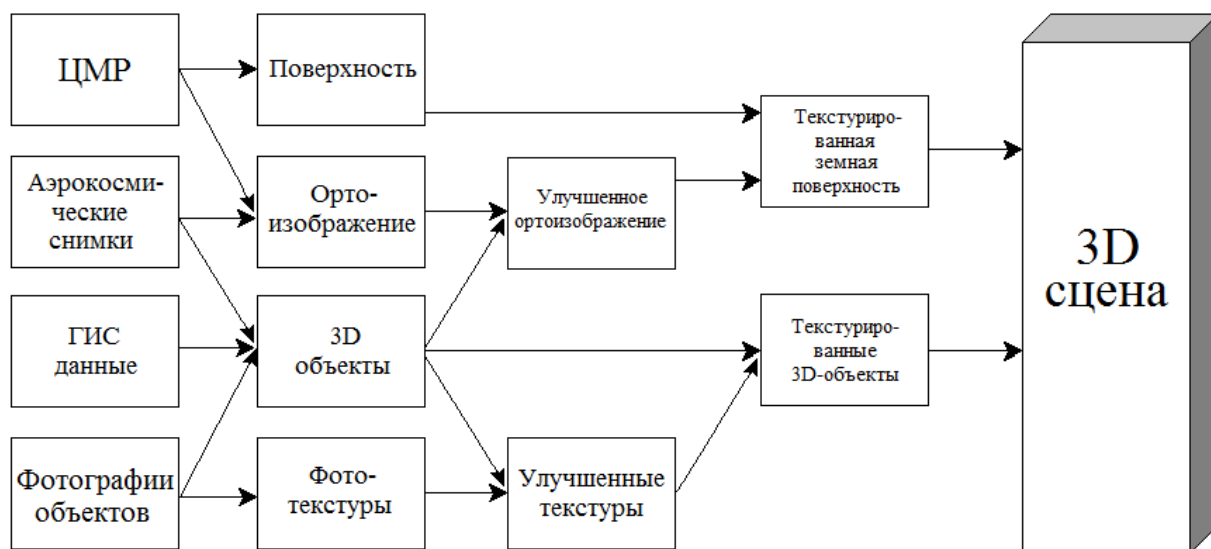 ЦМР
Поверхность
Аэрокосми-
ческие
снимки
Орто-
изображение
Улучшенное
ортоизображение
Текстуриро-
ванная
земная
поверхность
ГИС
данные
3D
объекты
Текстуриро-
ванные
3D-объекты
Фотографии
объектов
Фото-
текстуры
Улучшенные
текстуры
3D
сцена